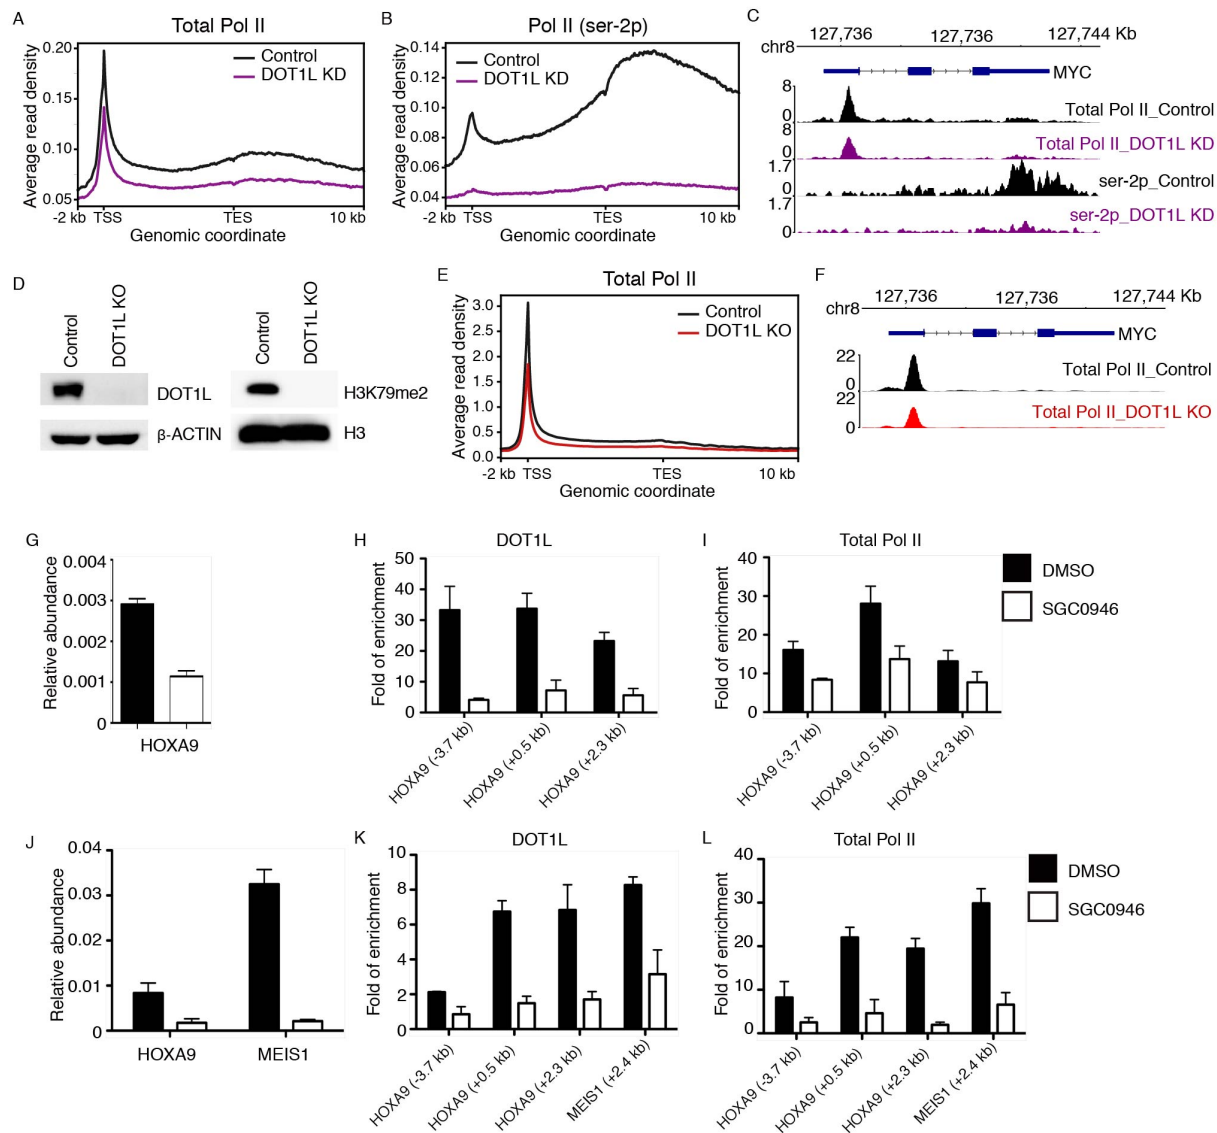 A
Total Pol II
Average read density
0.20
0.15
0.10
0.05
Control
DOT1L KD
-2 kb TSS TES 10 kb
Genomic coordinate
B
Pol II (ser-2p)
Average read density
0.14
0.12
0.10
0.08
0.06
0.04
Control
DOT1L KD
-2 kb TSS TES 10 kb
Genomic coordinate
C
chr8
127,736 127,736 127,744 Kb
MYC
8
0
Total Pol II_Control
8
0
Total Pol II_DOT1L KD
1.7
0
ser-2p_Control
1.7
0
ser-2p_DOT1L KD
D
Control
DOT1L KO
DOT1L
β-ACTIN
Control
DOT1L KO
H3K79me2
H3
E
Total Pol II
Average read density
3.0
2.5
2.0
1.5
1.0
0.5
0.0
Control
DOT1L KO
-2 kb TSS TES 10 kb
Genomic coordinate
F
chr8
127,736 127,736 127,744 Kb
MYC
22
0
Total Pol II_Control
22
0
Total Pol II_DOT1L KO
G
Relative abundance
0.004
0.003
0.002
0.001
0
HOXA9
H
DOT1L
Fold of enrichment
50
40
30
20
10
0
HOXA9 (-3.7 kb)
HOXA9 (+0.5 kb)
HOXA9 (+2.3 kb)
I
Total Pol II
Fold of enrichment
40
30
20
10
0
HOXA9 (-3.7 kb)
HOXA9 (+0.5 kb)
HOXA9 (+2.3 kb)
DMSO
SGC0946
J
Relative abundance
0.04
0.03
0.02
0.01
0
HOXA9 MEIS1
K
DOT1L
Fold of enrichment
10
8
6
4
2
0
HOXA9 (-3.7 kb)
HOXA9 (+0.5 kb)
HOXA9 (+2.3 kb)
MEIS1 (+2.4 kb)
L
Total Pol II
Fold of enrichment
40
30
20
10
0
HOXA9 (-3.7 kb)
HOXA9 (+0.5 kb)
HOXA9 (+2.3 kb)
MEIS1 (+2.4 kb)
DMSO
SGC0946